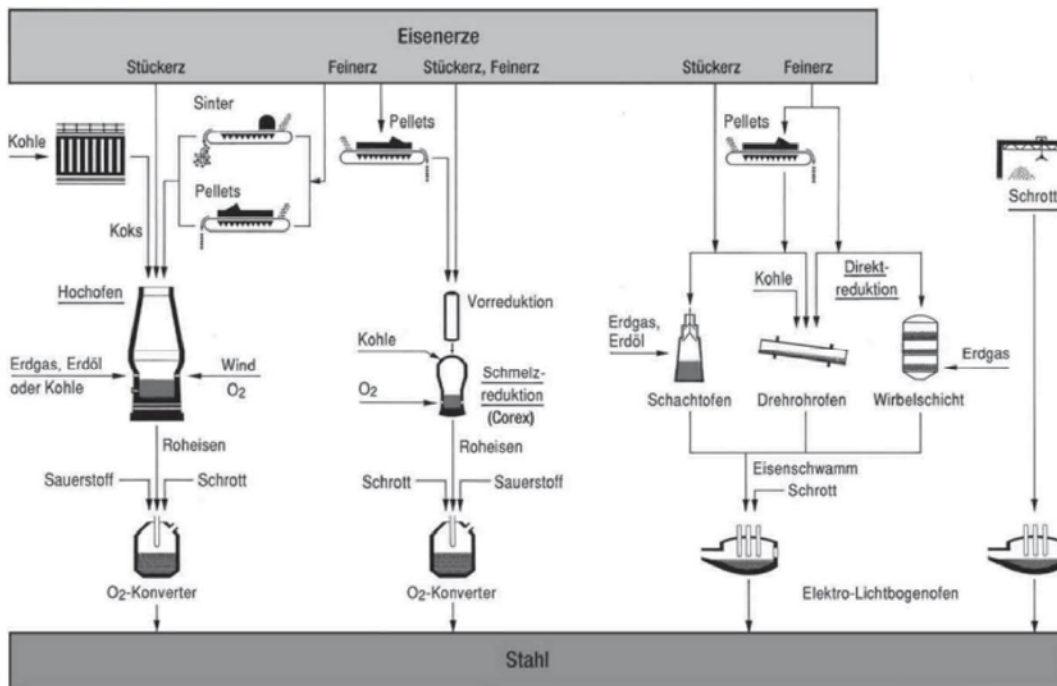 Eisenerze
Stückerz
Feinerz
Stückerz, Feinerz
Stückerz
Feinerz
Sinter
Kohle
Pellets
Pellets
Pellets
Schrott
Koks
Hochofen
Vorreduktion
Kohle
Direkt-
reduktion
Erdgas,
Erdöl
Kohle
Erdgas
Erdgas, Erdöl
oder Kohle
Wind
O2
O2
Schmelz-
reduktion
(Corex)
Schachtofen
Drehrohrofen
Wirbelschicht
Roheisen
Roheisen
Eisenschwamm
Schrott
Sauerstoff
Schrott
Schrott
Sauerstoff
O2-Konverter
O2-Konverter
Elektro-Lichtbogenofen
Stahl